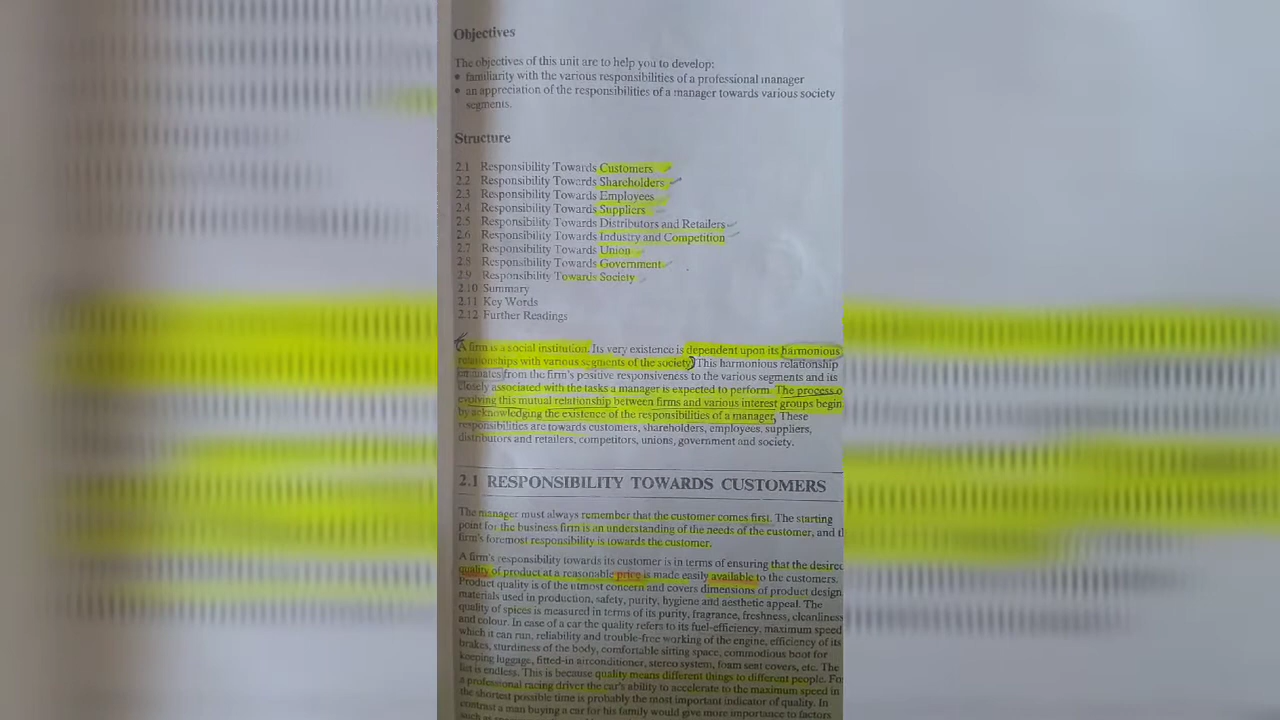 Objectives
The objectives of this unit are to help you to develop:
• familiarity with the various responsibilities of a professional manager
• an appreciation of the responsibilities of a manager towards various society
segments.
Structure
2.1 Responsibility Towards Customers
2.2 Responsibility Towards Shareholders
2.3 Responsibility Towards Employees
2.4 Responsibility Towards Suppliers
2.5 Responsibility Towards Distributors and Retailers
2.6 Responsibility Towards Industry and Competition
2.7 Responsibility Towards Union
2.8 Responsibility Towards Government
2.9 Responsibility Towards Society
2.10 Summary
2.11 Key Words
2.12 Further Readings
A firm is a social institution. Its very existence is dependent upon its harmonious
relationships with various segments of the society. This harmonious relationship
emanates from the firm's positive responsiveness to the various segments and its
closely associated with the tasks a manager is expected to perform. The process o
evolving this mutual relationship between firms and various interest groups begin
by acknowledging the existence of the responsibilities of a manager. These
responsibilities are towards customers, shareholders, employees, suppliers,
distributors and retailers, competitors, unions, government and society.
2.1 RESPONSIBILITY TOWARDS CUSTOMERS
The manager must always remember that the customer comes first. The starting
point for the business firm is an understanding of the needs of the customer, and t
firm's foremost responsibility is towards the customer.
A firm's responsibility towards its customer is in terms of ensuring that the desired
quality of product at a reasonable price is made easily available to the customers.
Product quality is of the utmost concern and covers dimensions of product design,
materials used in production, safety, purity, hygiene and aesthetic appeal. The
quality of spices is measured in terms of its purity, fragrance, freshness, cleanliness
and colour. In case of a car the quality refers to its fuel-efficiency, maximum speed
which it can run, reliability and trouble-free working of the engine, efficiency of its
brakes, sturdiness of the body, comfortable sitting space, commodious boot for
keeping luggage, fitted-in airconditioner, stereo system, foam seat covers, etc. The
list is endless. This is because quality means different things to different people. Fo
a professional racing driver the car's ability to accelerate to the maximum speed in
the shortest possible time is probably the most important indicator of quality. In
contrast a man buying a car for his family would give more importance to factors
such as